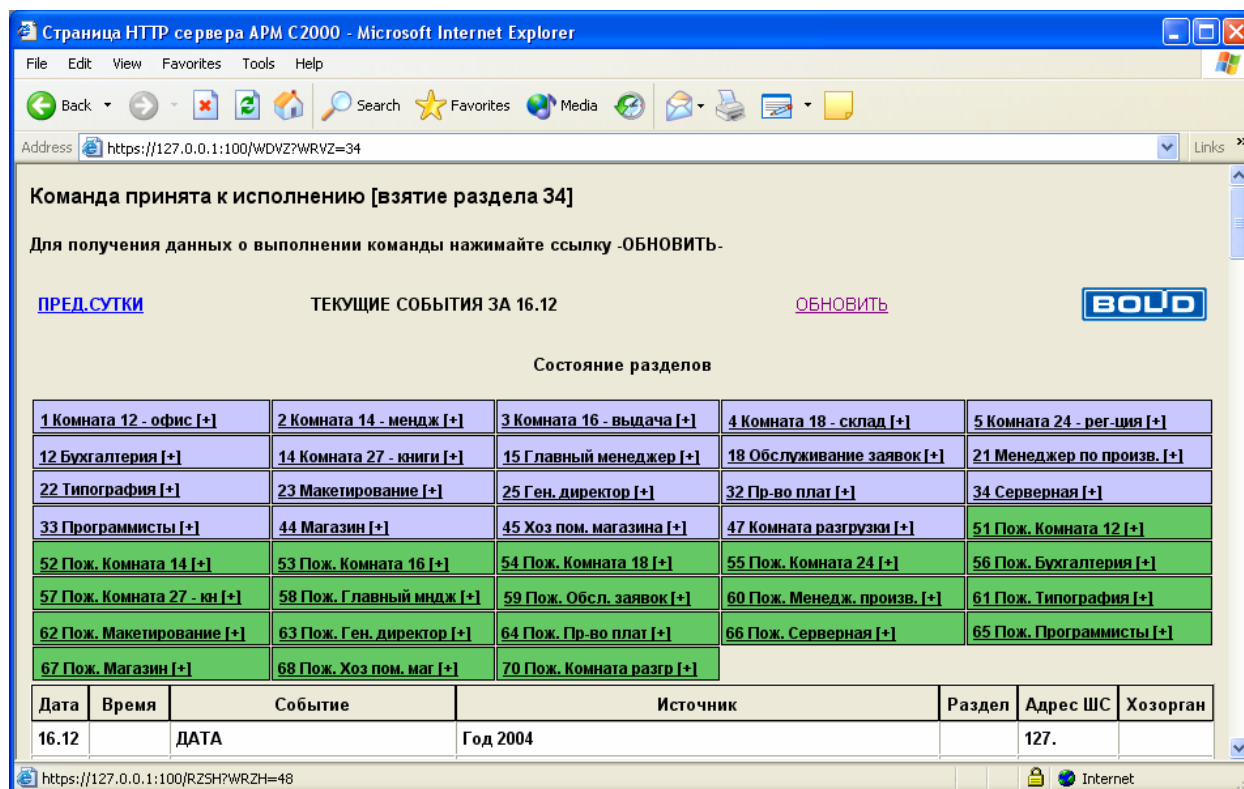 Страница HTTP сервера АРМ С2000 - Microsoft Internet Explorer
File Edit View Favorites Tools Help
Back Search Favorites Media
Address https://127.0.0.1:100/WDVZ?WRVZ=34 Links »
Команда принята к исполнению [взятие раздела 34]
Для получения данных о выполнении команды нажимайте ссылку -ОБНОВИТЬ-
ПРЕД.СУТКИ ТЕКУЩИЕ СОБЫТИЯ ЗА 16.12 ОБНОВИТЬ BOLID
Состояние разделов
1 Комната 12 - офис [+] 2 Комната 14 - мендж [+] 3 Комната 16 - выдача [+] 4 Комната 18 - склад [+] 5 Комната 24 - рег-ция [+]
12 Бухгалтерия [+] 14 Комната 27 - книги [+] 15 Главный менеджер [+] 18 Обслуживание заявок [+] 21 Менеджер по произв. [+]
22 Типография [+] 23 Макетирование [+] 25 Ген. директор [+] 32 Пр-во плат [+] 34 Серверная [+]
33 Программисты [+] 44 Магазин [+] 45 Хоз пом. магазина [+] 47 Комната разгрузки [+] 51 Пож. Комната 12 [+]
52 Пож. Комната 14 [+] 53 Пож. Комната 16 [+] 54 Пож. Комната 18 [+] 55 Пож. Комната 24 [+] 56 Пож. Бухгалтерия [+]
57 Пож. Комната 27 - кн [+] 58 Пож. Главный мндж [+] 59 Пож. Обсл. заявок [+] 60 Пож. Менедж. произв. [+] 61 Пож. Типография [+]
62 Пож. Макетирование [+] 63 Пож. Ген. директор [+] 64 Пож. Пр-во плат [+] 66 Пож. Серверная [+] 65 Пож. Программисты [+]
67 Пож. Магазин [+] 68 Пож. Хоз пом. маг [+] 70 Пож. Комната разгр [+]
Дата Время Событие Источник Раздел Адрес ШС Хозорган
16.12 ДАТА Год 2004 127.
https://127.0.0.1:100/RZSH?WRZH=48 Internet